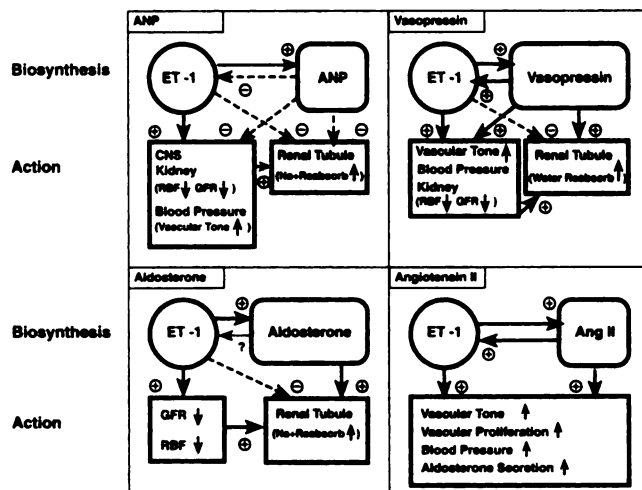 ANP
Biosynthesis
ET -1
ANP
⊕
⊖
Action
⊕
⊖
⊖
⊖
CNS
Kidney
(RBF ↓ GFR ↓)
Blood Pressure
(Vascular Tone ↑)
⊕
Renal Tubule
(Na+Reabsorb ↑)
Vasopressin
ET -1
Vasopressin
⊕
⊕
⊕
⊕
⊖
⊕
Vascular Tone ↑
Blood Pressure
Kidney
(RBF ↓ GFR ↓)
⊕
Renal Tubule
(Water Reabsorb ↑)
Aldosterone
Biosynthesis
ET -1
Aldosterone
⊕
?
Action
⊕
⊖
⊕
GFR ↓
RBF ↓
⊕
Renal Tubule
(Na+Reabsorb ↑)
Angiotensin II
ET -1
Ang II
⊕
⊕
⊕
⊕
Vascular Tone ↑
Vascular Proliferation ↑
Blood Pressure ↑
Aldosterone Secretion ↑